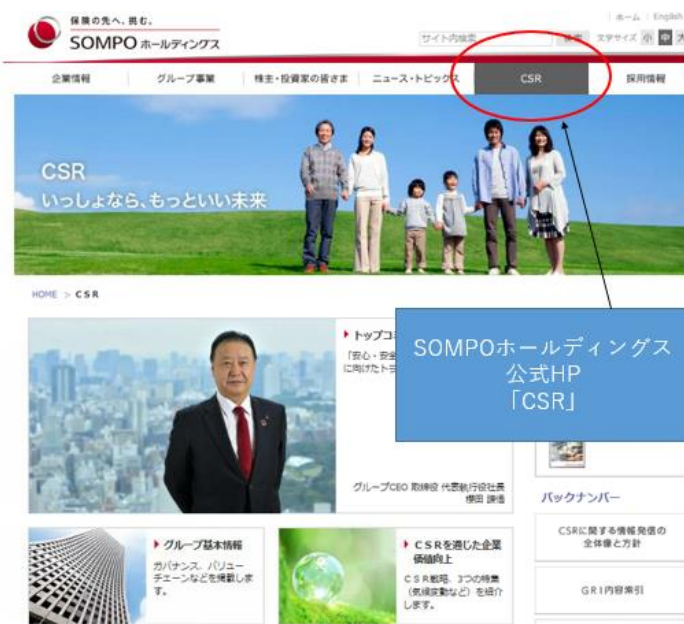 保険の先へ、挑む。
SOMPO ホールディングス
ホーム | English
サイト内検索
文字サイズ 小 中 大
企業情報
グループ事業
株主・投資家の皆さま
ニュース・トピックス
CSR
採用情報
CSR
いっしょなら、もっといい未来
HOME > CSR
トップコ
「安心・安全
に向けたトラ
SOMPOホールディングス
公式HP
「CSR」
グループCEO 取締役 代表執行役社長
櫻田 謙悟
バックナンバー
グループ基本情報
ガバナンス、バリュー
チェーンなどを掲載しま
す。
CSRを通じた企業
価値向上
CSR戦略、3つの特集
（気候変動など）を紹介
します。
CSRに関する情報発信の
全体像と方針
GRI内容索引